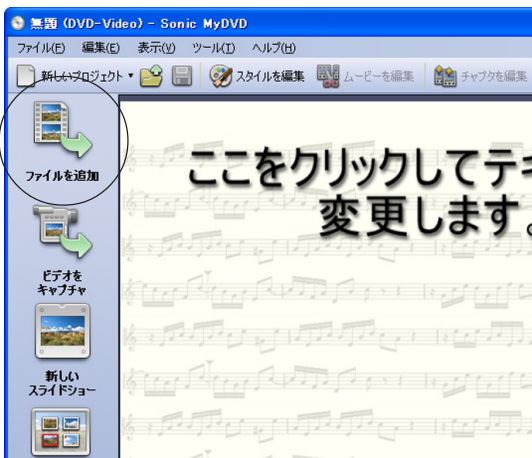 無題 (DVD-Video) - Sonic MyDVD
ファイル(F) 編集(E) 表示(V) ツール(T) ヘルプ(H)
新しいプロジェクト スタイルを編集 ムービーを編集 チャプタを編集
ファイルを追加
ここをクリックしてテキ
変更します。
ビデオを
キャプチャ
新しい
スライドショー